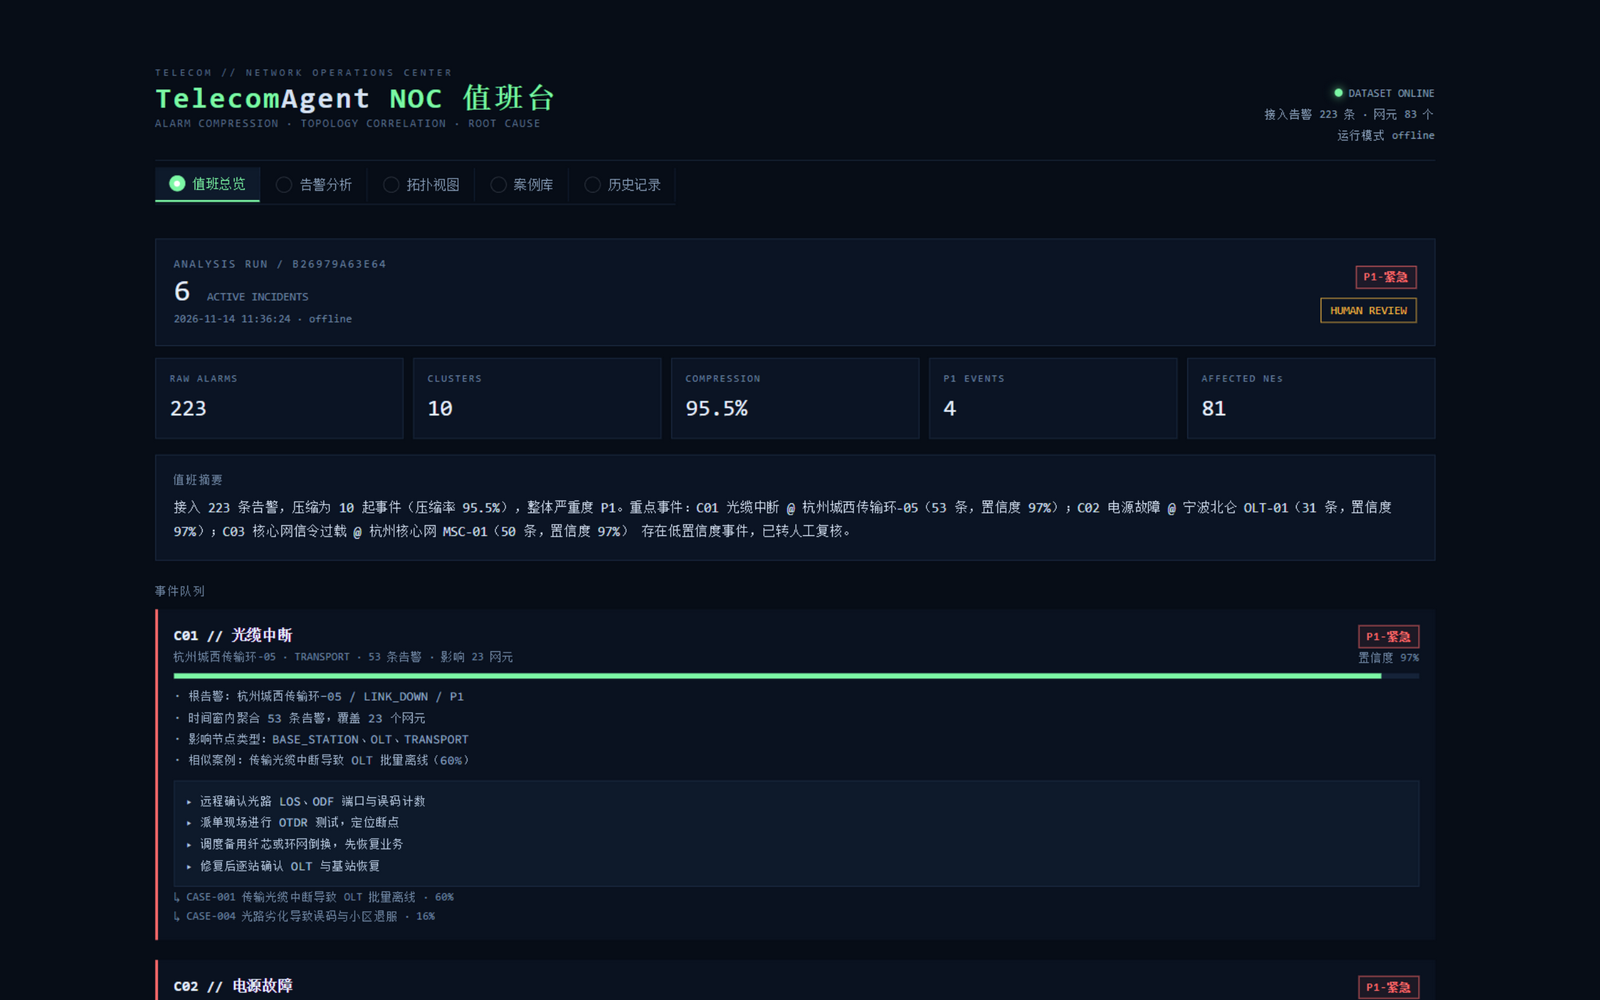 TELECOM // NETWORK OPERATIONS CENTER
TelecomAgent NOC 值班台
ALARM COMPRESSION · TOPOLOGY CORRELATION · ROOT CAUSE
DATASET ONLINE
接入告警 223 条 · 网元 83 个
运行模式 offline
值班总览
告警分析
拓扑视图
案例库
历史记录
ANALYSIS RUN / B26979A63E64
6 ACTIVE INCIDENTS
2026-11-14 11:36:24 · offline
P1-紧急
HUMAN REVIEW
RAW ALARMS
223
CLUSTERS
10
COMPRESSION
95.5%
P1 EVENTS
4
AFFECTED NEs
81
值班摘要
接入 223 条告警，压缩为 10 起事件（压缩率 95.5%），整体严重度 P1。重点事件：C01 光缆中断 @ 杭州城西传输环-05（53 条，置信度 97%）；C02 电源故障 @ 宁波北仑 OLT-01（31 条，置信度
97%）；C03 核心网信令过载 @ 杭州核心网 MSC-01（50 条，置信度 97%） 存在低置信度事件，已转人工复核。
事件队列
C01 // 光缆中断
P1-紧急
杭州城西传输环-05 · TRANSPORT · 53 条告警 · 影响 23 网元
置信度 97%
· 根告警：杭州城西传输环-05 / LINK_DOWN / P1
· 时间窗内聚合 53 条告警，覆盖 23 个网元
· 影响节点类型：BASE_STATION、OLT、TRANSPORT
· 相似案例：传输光缆中断导致 OLT 批量离线（60%）
▸ 远程确认光路 LOS、ODF 端口与误码计数
▸ 派单现场进行 OTDR 测试，定位断点
▸ 调度备用纤芯或环网倒换，先恢复业务
▸ 修复后逐站确认 OLT 与基站恢复
↳ CASE-001 传输光缆中断导致 OLT 批量离线 · 60%
↳ CASE-004 光路劣化导致误码与小区退服 · 16%
C02 // 电源故障
P1-紧急